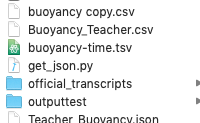 buoyancy copy.csv
Buoyancy_Teacher.csv
buoyancy-time.tsv
get_json.py
official_transcripts
outputtest
Teacher_Buoyancy.json